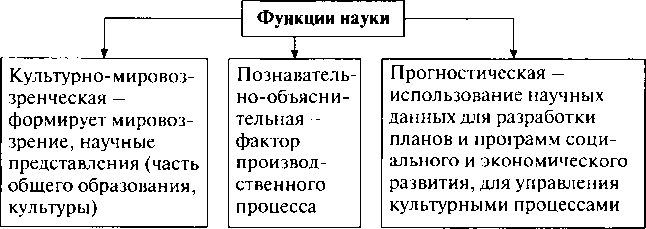 Функции науки
Культурно-мировоз-
зренческая –
формирует мировоз-
зрение, научные
представления (часть
общего образования,
культуры)
Познаватель-
но-объясни-
тельная –
фактор
производ-
ственного
процесса
Прогностическая –
использование научных
данных для разработки
планов и программ соци-
ального и экономического
развития, для управления
культурными процессами